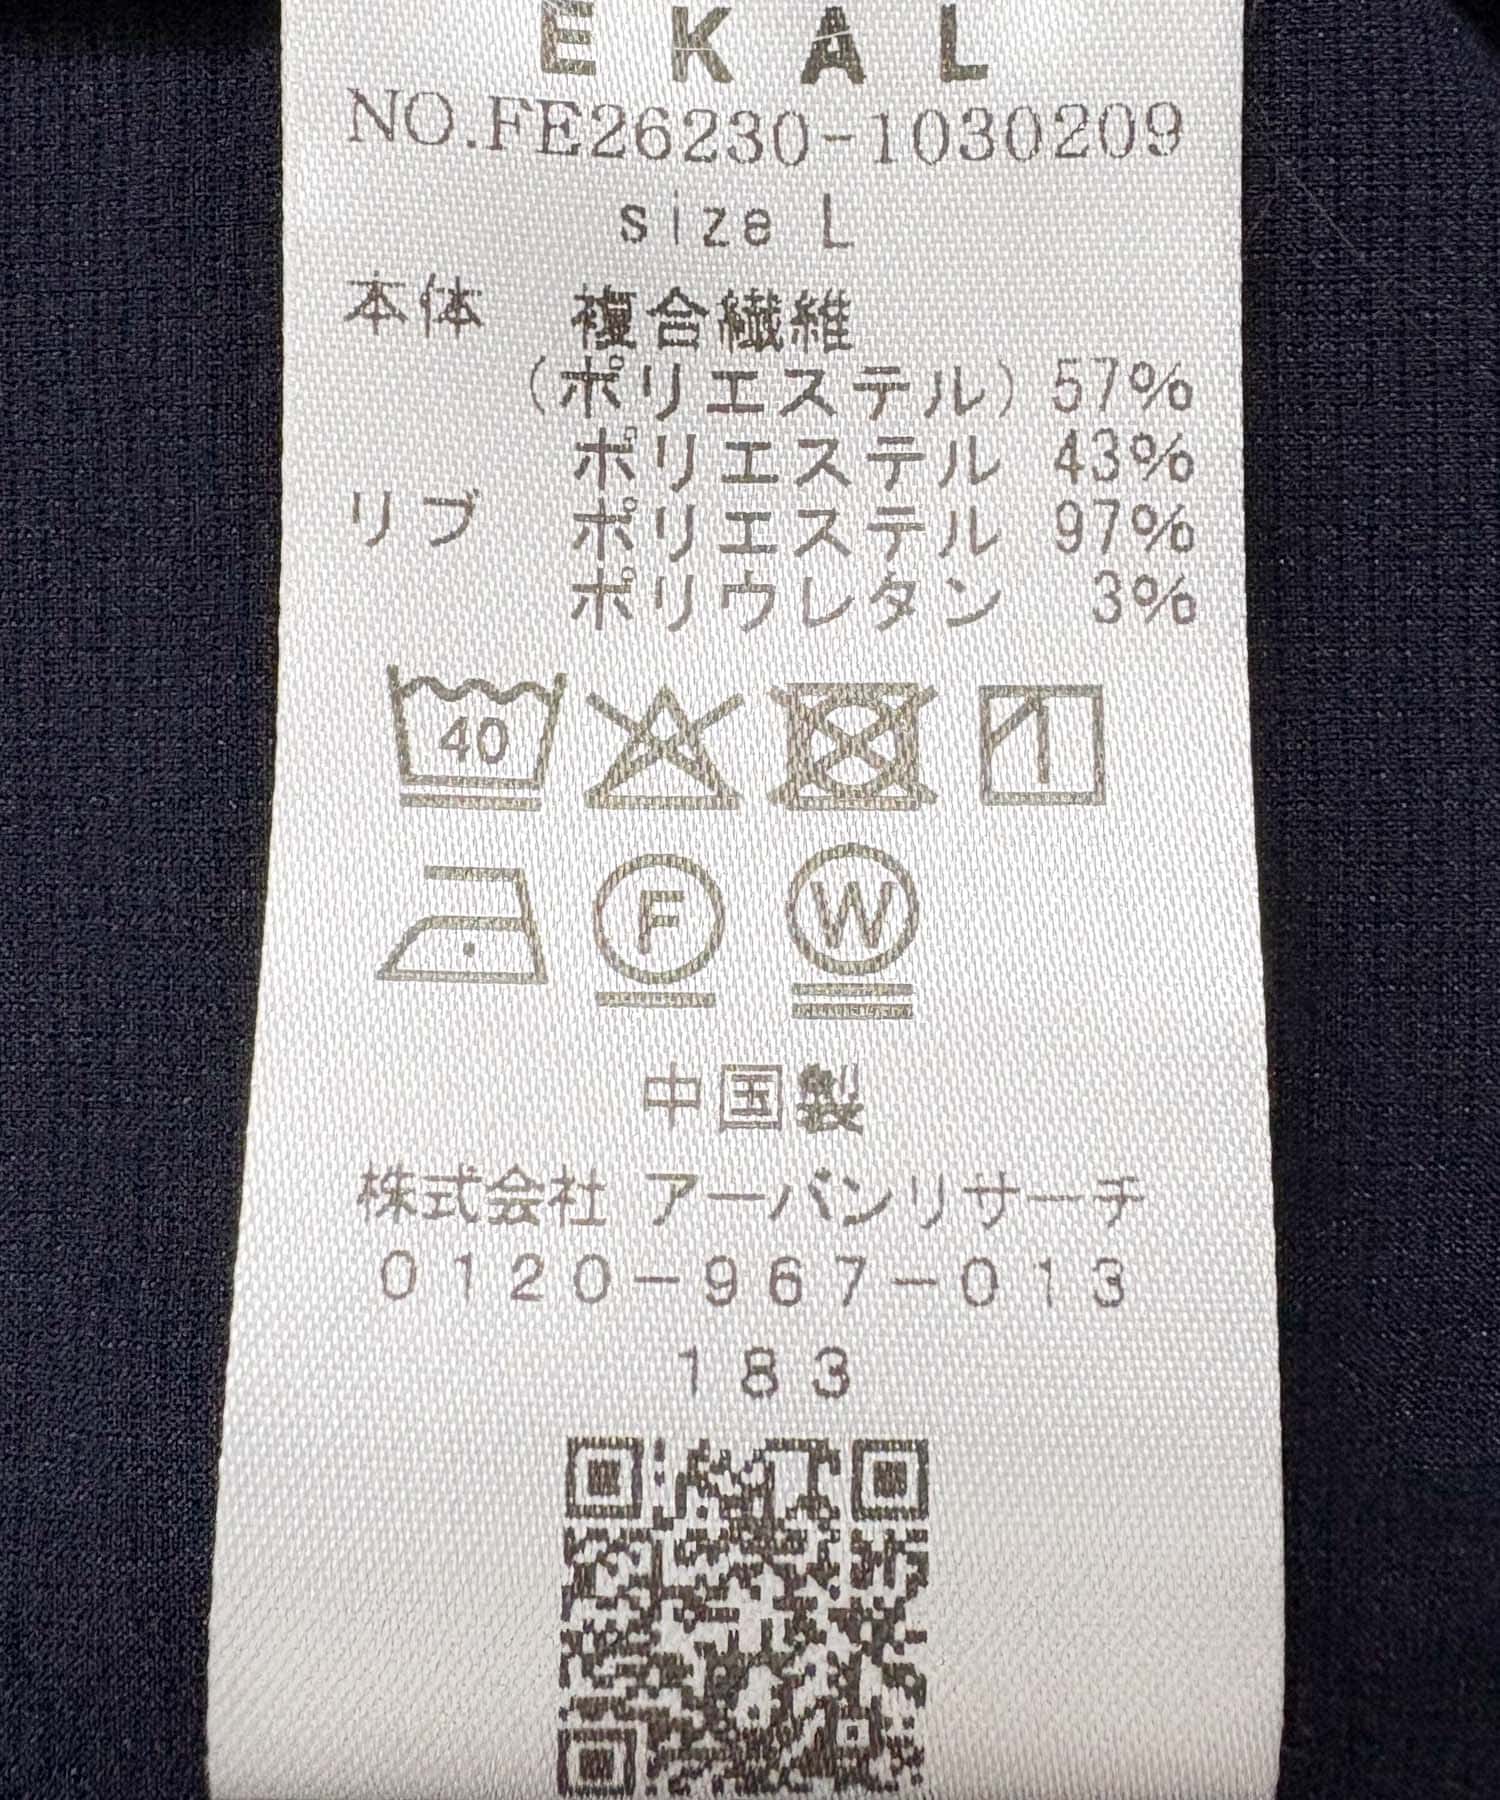 EKAL
NO.FE26230-1030209
size L
本体 複合繊維
(ポリエステル) 57%
ポリエステル 43%
リブ ポリエステル 97%
ポリウレタン 3%
40
F W
中国製
株式会社 アーバンリサーチ
0120-967-013
183